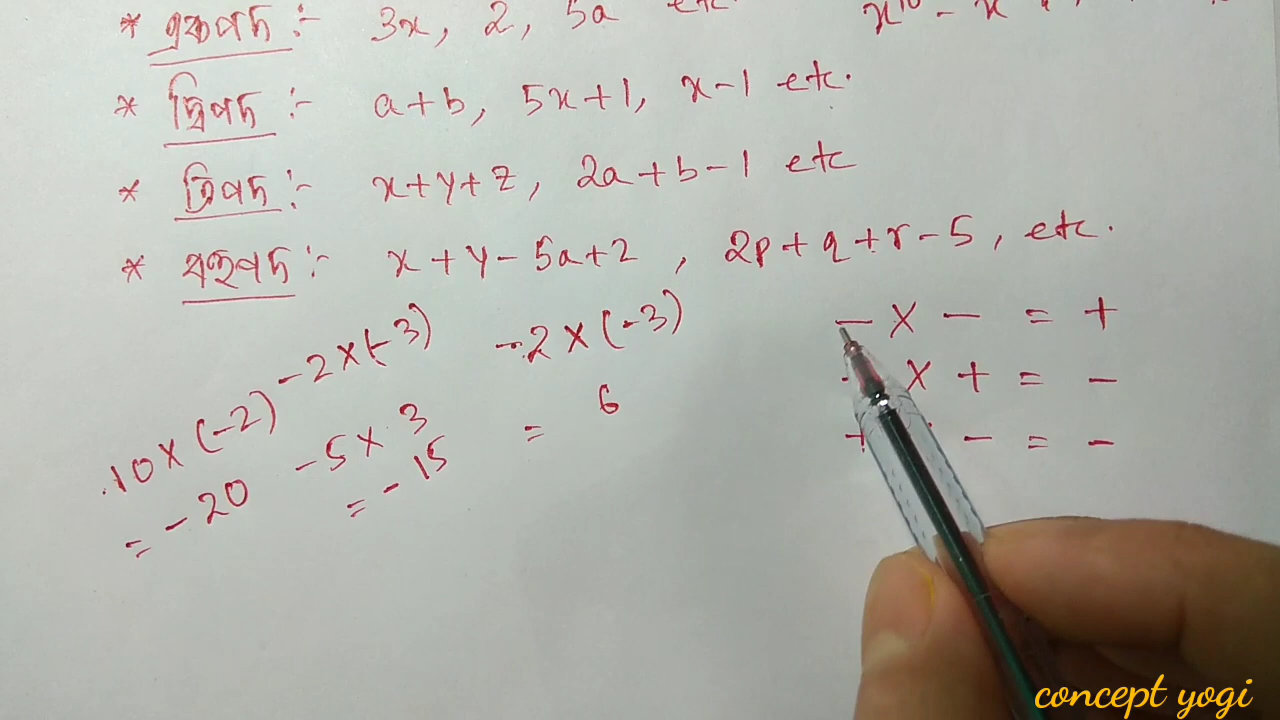 * একপদ :- 3x, 2, 5a etc.
* দ্বিপদ :- a+b, 5x+1, x-1 etc.
* ত্রিপদ :- x+y+z, 2a+b-1 etc
* বহুপদ :- x+y-5a+2, 2p+q+r-5, etc.
-2×(-3)
-2×(-3)
- × - = +
10×(-2)
-5×3
= 6
× + = -
= -20
= -15
+ - = -
concept yogi